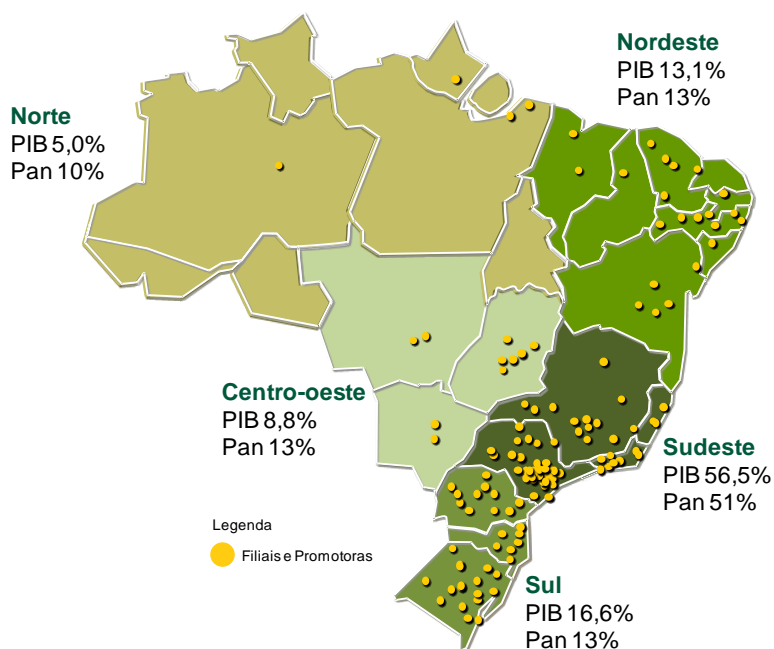 Nordeste
PIB 13,1%
Pan 13%
Norte
PIB 5,0%
Pan 10%
Centro-oeste
PIB 8,8%
Pan 13%
Sudeste
PIB 56,5%
Pan 51%
Legenda
Filiais e Promotoras
Sul
PIB 16,6%
Pan 13%